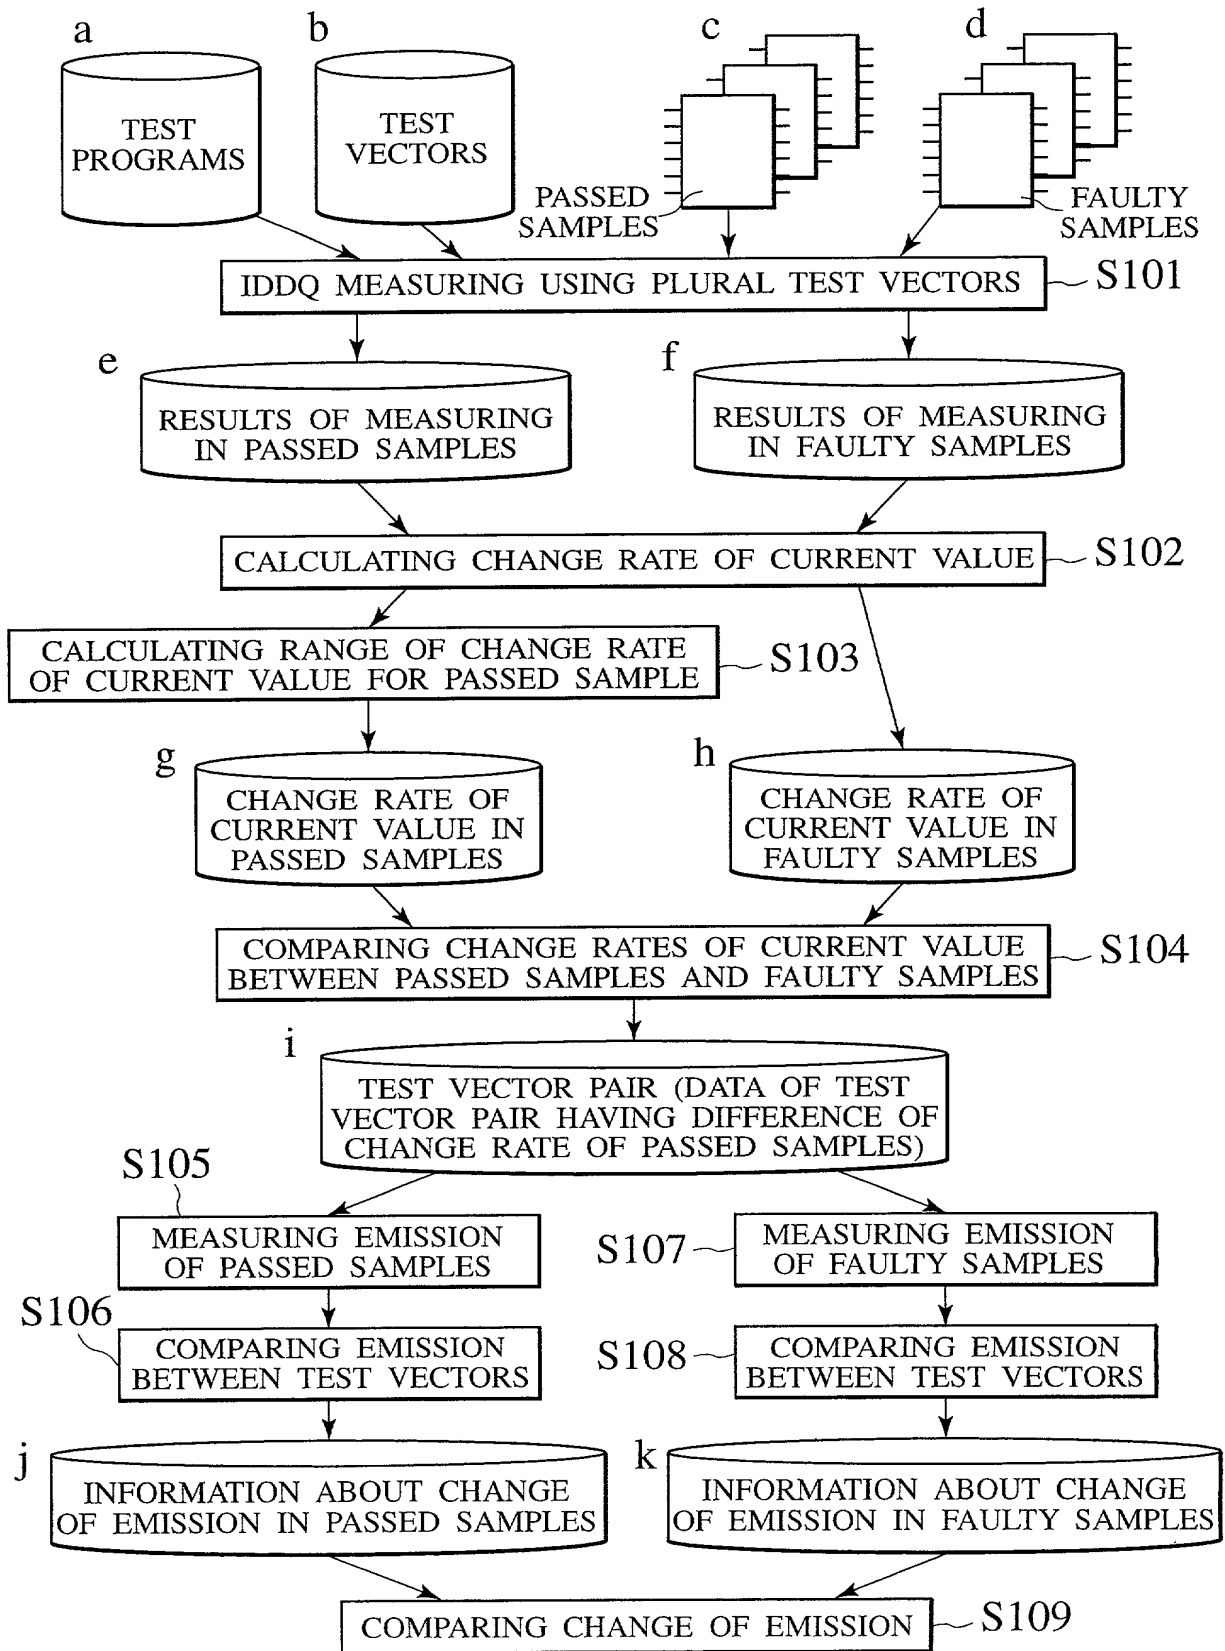 a
b
c
d
TEST
PROGRAMS
TEST
VECTORS
PASSED
SAMPLES
FAULTY
SAMPLES
IDDQ MEASURING USING PLURAL TEST VECTORS
S101
e
f
RESULTS OF MEASURING
IN PASSED SAMPLES
RESULTS OF MEASURING
IN FAULTY SAMPLES
CALCULATING CHANGE RATE OF CURRENT VALUE
S102
CALCULATING RANGE OF CHANGE RATE
OF CURRENT VALUE FOR PASSED SAMPLE
S103
g
h
CHANGE RATE OF
CURRENT VALUE IN
PASSED SAMPLES
CHANGE RATE OF
CURRENT VALUE IN
FAULTY SAMPLES
COMPARING CHANGE RATES OF CURRENT VALUE
BETWEEN PASSED SAMPLES AND FAULTY SAMPLES
S104
i
TEST VECTOR PAIR (DATA OF TEST
VECTOR PAIR HAVING DIFFERENCE OF
CHANGE RATE OF PASSED SAMPLES)
S105
MEASURING EMISSION
OF PASSED SAMPLES
S107
MEASURING EMISSION
OF FAULTY SAMPLES
S106
COMPARING EMISSION
BETWEEN TEST VECTORS
S108
COMPARING EMISSION
BETWEEN TEST VECTORS
j
k
INFORMATION ABOUT CHANGE
OF EMISSION IN PASSED SAMPLES
INFORMATION ABOUT CHANGE
OF EMISSION IN FAULTY SAMPLES
COMPARING CHANGE OF EMISSION
S109